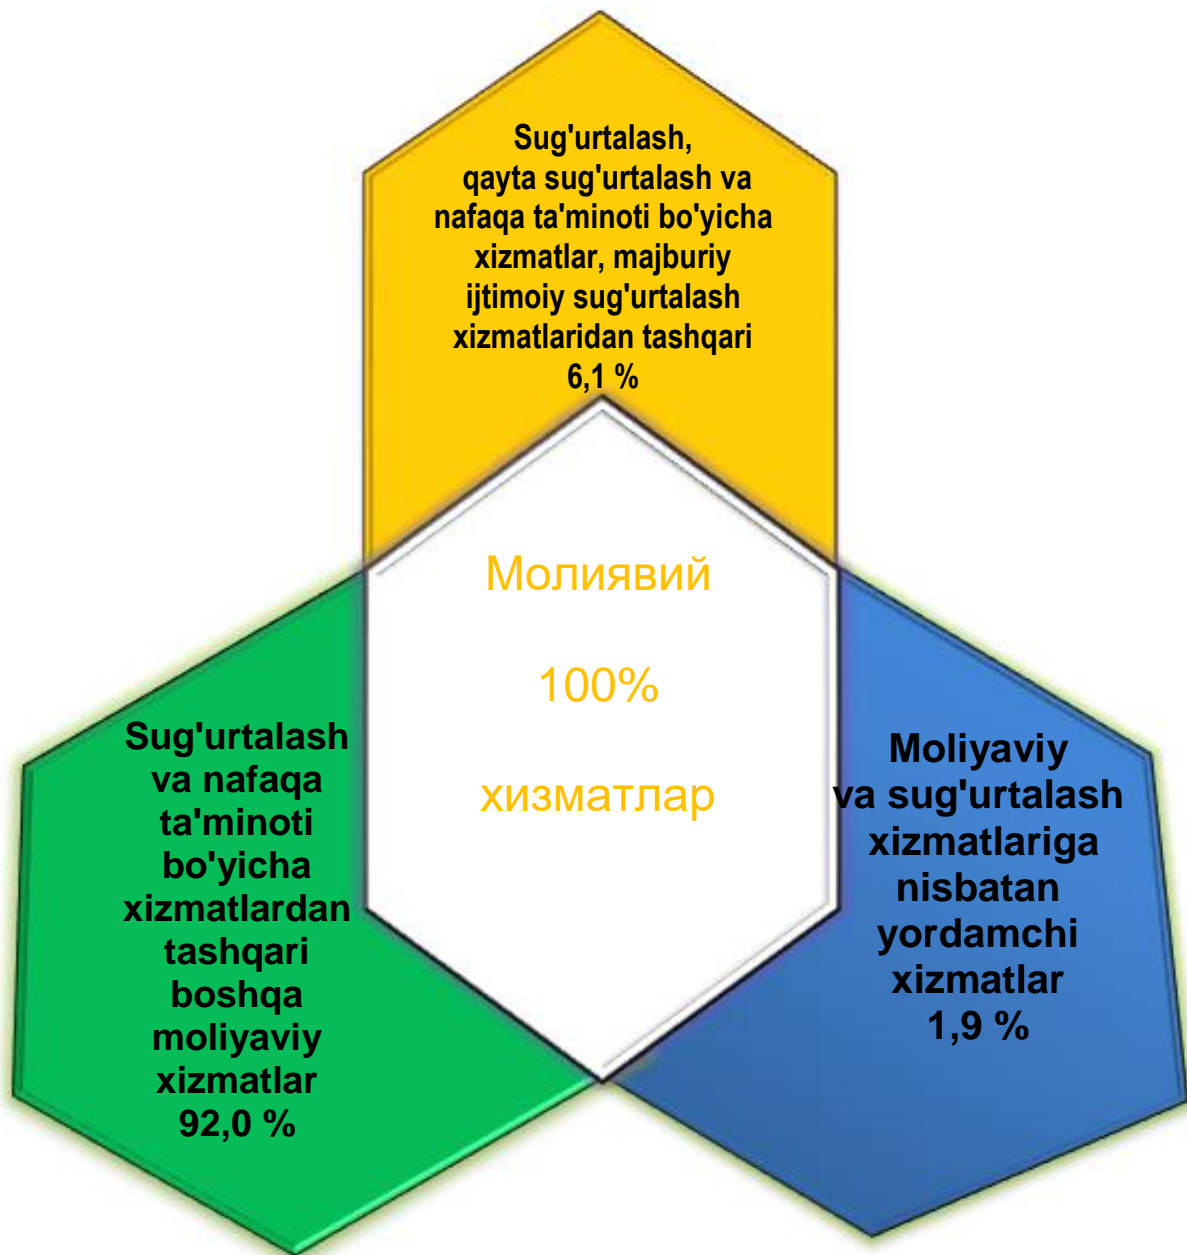 Sug'urtalash,
qayta sug'urtalash va
nafaqa ta'minoti bo'yicha
xizmatlar, majburiy
ijtimoiy sug'urtalash
xizmatlaridan tashqari
6,1 %
Молиявий
100%
хизматлар
Sug'urtalash
va nafaqa
ta'minoti
bo'yicha
xizmatlardan
tashqari
boshqa
moliyaviy
xizmatlar
92,0 %
Moliyaviy
va sug'urtalash
xizmatlariga
nisbatan
yordamchi
xizmatlar
1,9 %